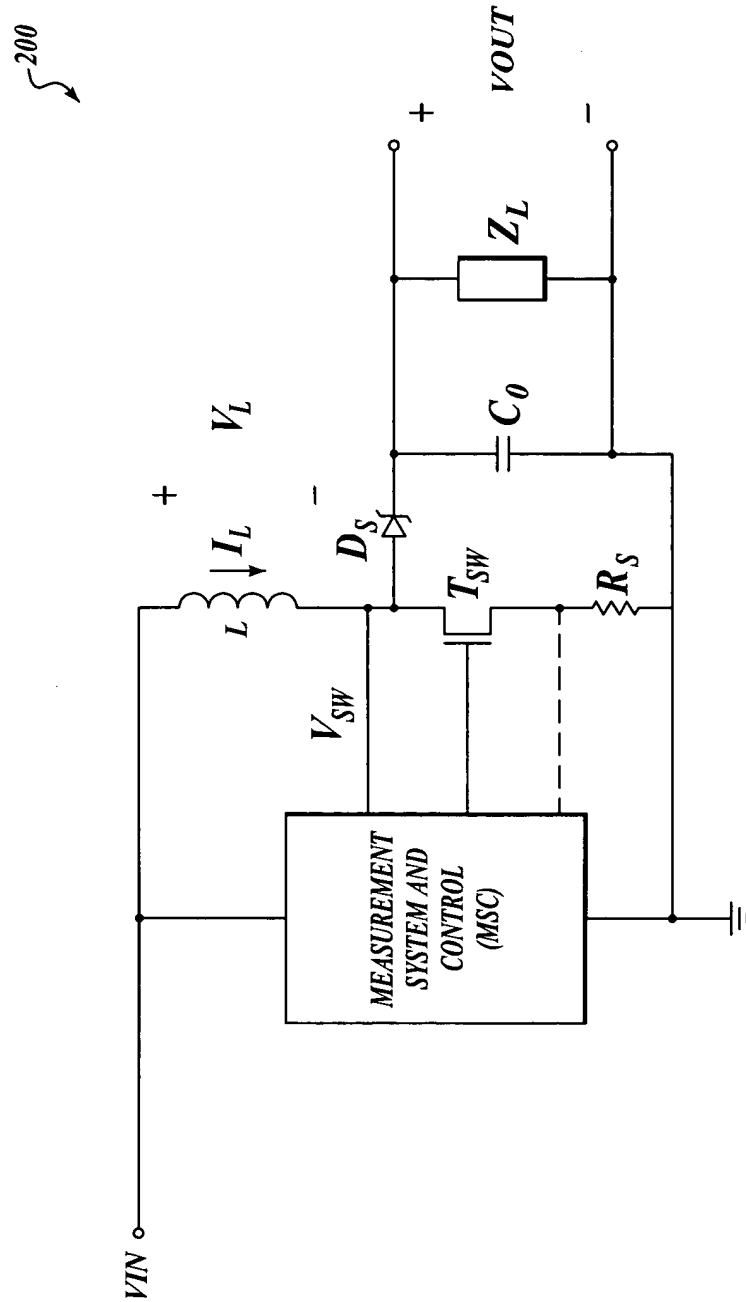 200
VIN
L
I_L
+
V_L
−
V_SW
D_S
T_SW
R_S
C_0
Z_L
+
VOUT
−
MEASUREMENT
SYSTEM AND
CONTROL
(MSC)